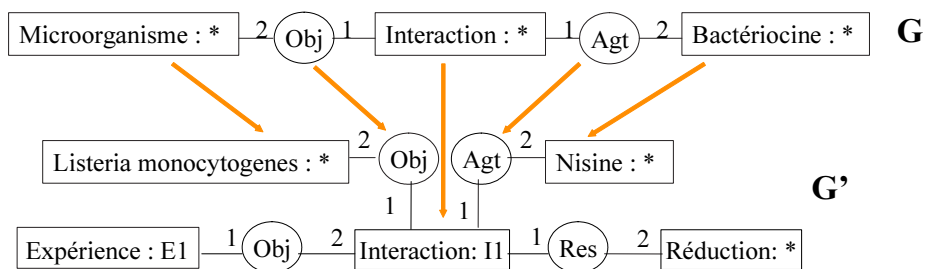 Microorganisme : * 2 Obj 1 Interaction : * 1 Agt 2 Bactériocine : * G
Listeria monocytogenes : * 2 Obj Agt 2 Nisine : *
G’
1 1
Expérience : E1 1 Obj 2 Interaction: I1 1 Res 2 Réduction: *